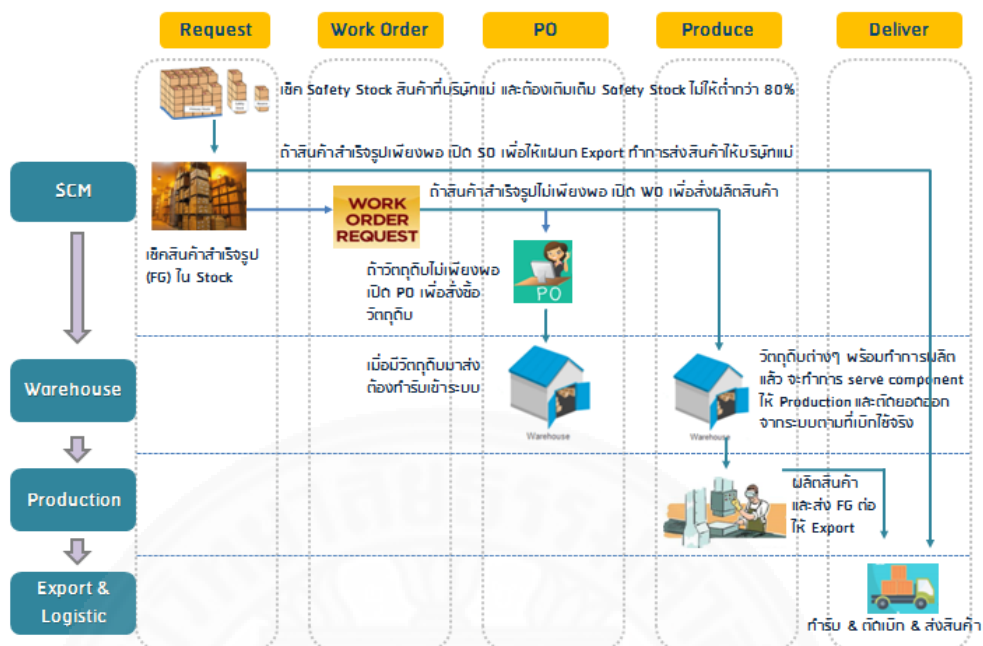 Request
Work Order
PO
Produce
Deliver
เช็ค Safety Stock สินค้าที่บริษัทแม่ และต้องเติมเต็ม Safety Stock ไม่ให้ต่ำกว่า 80%
SCM
ถ้าสินค้าสำเร็จรูปเพียงพอ เปิด SO เพื่อให้แผนก Export ทำการส่งสินค้าให้บริษัทแม่
ถ้าสินค้าสำเร็จรูปไม่เพียงพอ เปิด WO เพื่อสั่งผลิตสินค้า
WORK
ORDER
REQUEST
เช็คสินค้าสำเร็จรูป
(FG) ใน Stock
ถ้าวัตถุดิบไม่เพียงพอ
เปิด PO เพื่อสั่งซื้อ
วัตถุดิบ
PO
Warehouse
เมื่อมีวัตถุดิบมาส่ง
ต้องทำรับเข้าระบบ
Warehouse
Warehouse
วัตถุดิบต่างๆ พร้อมทำการผลิต
แล้ว จะทำการ serve component
ให้ Production และตัดยอดออก
จากระบบตามที่เบิกใช้จริง
Production
ผลิตสินค้า
และส่ง FG ต่อ
ให้ Export
Export &
Logistic
ทำรับ & ตัดเบิก & ส่งสินค้า